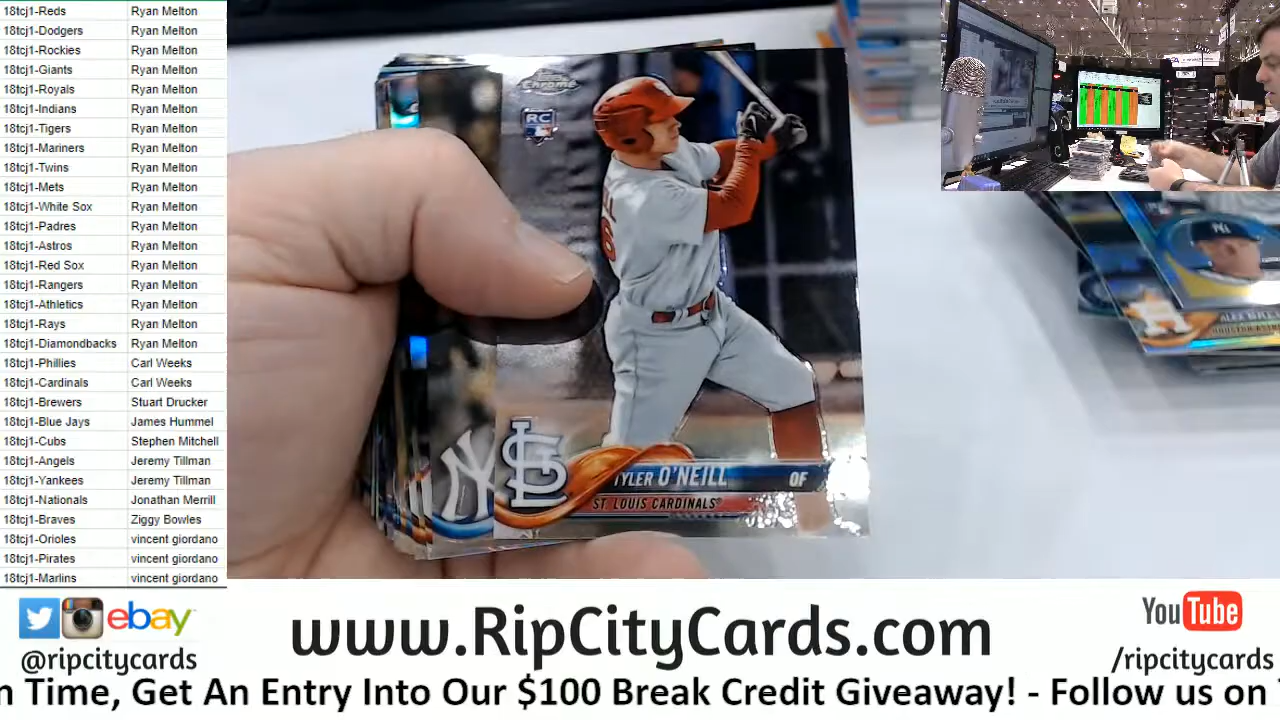 18tcj1-Reds Ryan Melton
18tcj1-Dodgers Ryan Melton
18tcj1-Rockies Ryan Melton
18tcj1-Giants Ryan Melton
18tcj1-Royals Ryan Melton
18tcj1-Indians Ryan Melton
18tcj1-Tigers Ryan Melton
18tcj1-Mariners Ryan Melton
18tcj1-Twins Ryan Melton
18tcj1-Mets Ryan Melton
18tcj1-White Sox Ryan Melton
18tcj1-Padres Ryan Melton
18tcj1-Astros Ryan Melton
18tcj1-Red Sox Ryan Melton
18tcj1-Rangers Ryan Melton
18tcj1-Athletics Ryan Melton
18tcj1-Rays Ryan Melton
18tcj1-Diamondbacks Ryan Melton
18tcj1-Phillies Carl Weeks
18tcj1-Cardinals Carl Weeks
18tcj1-Brewers Stuart Drucker
18tcj1-Blue Jays James Hummel
18tcj1-Cubs Stephen Mitchell
18tcj1-Angels Jeremy Tillman
18tcj1-Yankees Jeremy Tillman
18tcj1-Nationals Jonathan Merrill
18tcj1-Braves Ziggy Bowles
18tcj1-Orioles vincent giordano
18tcj1-Pirates vincent giordano
18tcj1-Marlins vincent giordano
Chrome
RC
TYLER O'NEILL OF
ST. LOUIS CARDINALS
NY
STL
NY
ALEX
HOUSTON
ebay
@ripcitycards
www.RipCityCards.com
YouTube
/ripcitycards
n Time, Get An Entry Into Our $100 Break Credit Giveaway! - Follow us on